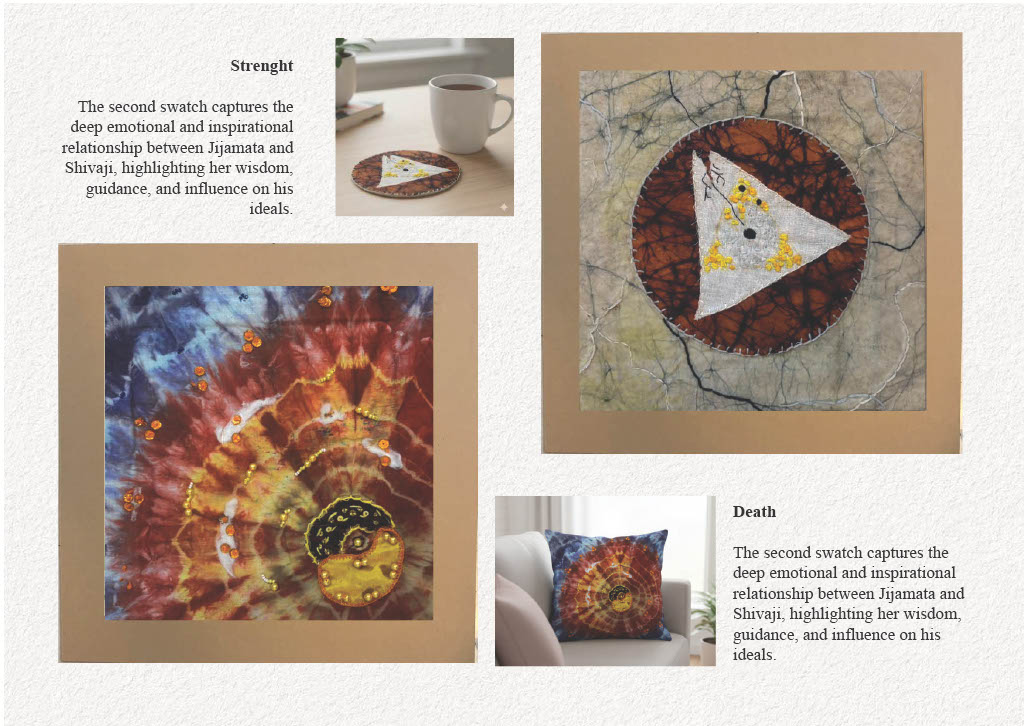 Strenght
The second swatch captures the
deep emotional and inspirational
relationship between Jijamata and
Shivaji, highlighting her wisdom,
guidance, and influence on his
ideals.
Death
The second swatch captures the
deep emotional and inspirational
relationship between Jijamata and
Shivaji, highlighting her wisdom,
guidance, and influence on his
ideals.